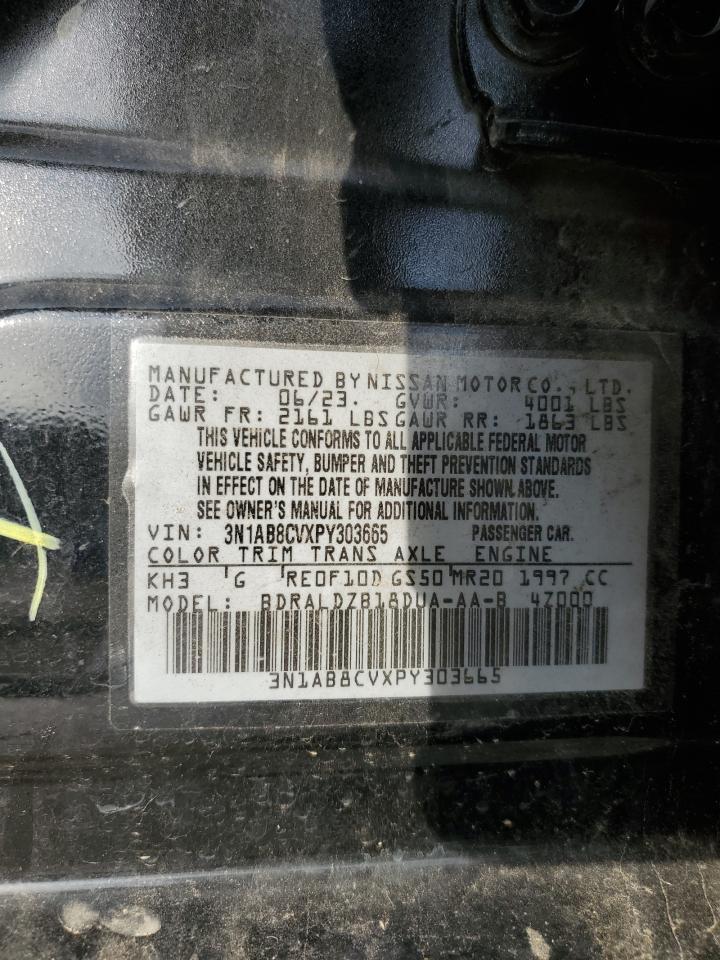 MANUFACTURED BY NISSAN MOTOR CO., LTD.
DATE: 06/23. GVWR: 4001 LBS
GAWR FR: 2161 LBS GAWR RR: 1863 LBS
THIS VEHICLE CONFORMS TO ALL APPLICABLE FEDERAL MOTOR
VEHICLE SAFETY, BUMPER AND THEFT PREVENTION STANDARDS
IN EFFECT ON THE DATE OF MANUFACTURE SHOWN ABOVE.
SEE OWNER'S MANUAL FOR ADDITIONAL INFORMATION.
VIN: 3N1AB8CVXPY303665 PASSENGER CAR.
COLOR TRIM TRANS AXLE ENGINE
KH3 G RE0F10D GS50 MR20 1997 CC
MODEL: BDRALDZB18DUA-AA-B 4Z000
3N1AB8CVXPY303665